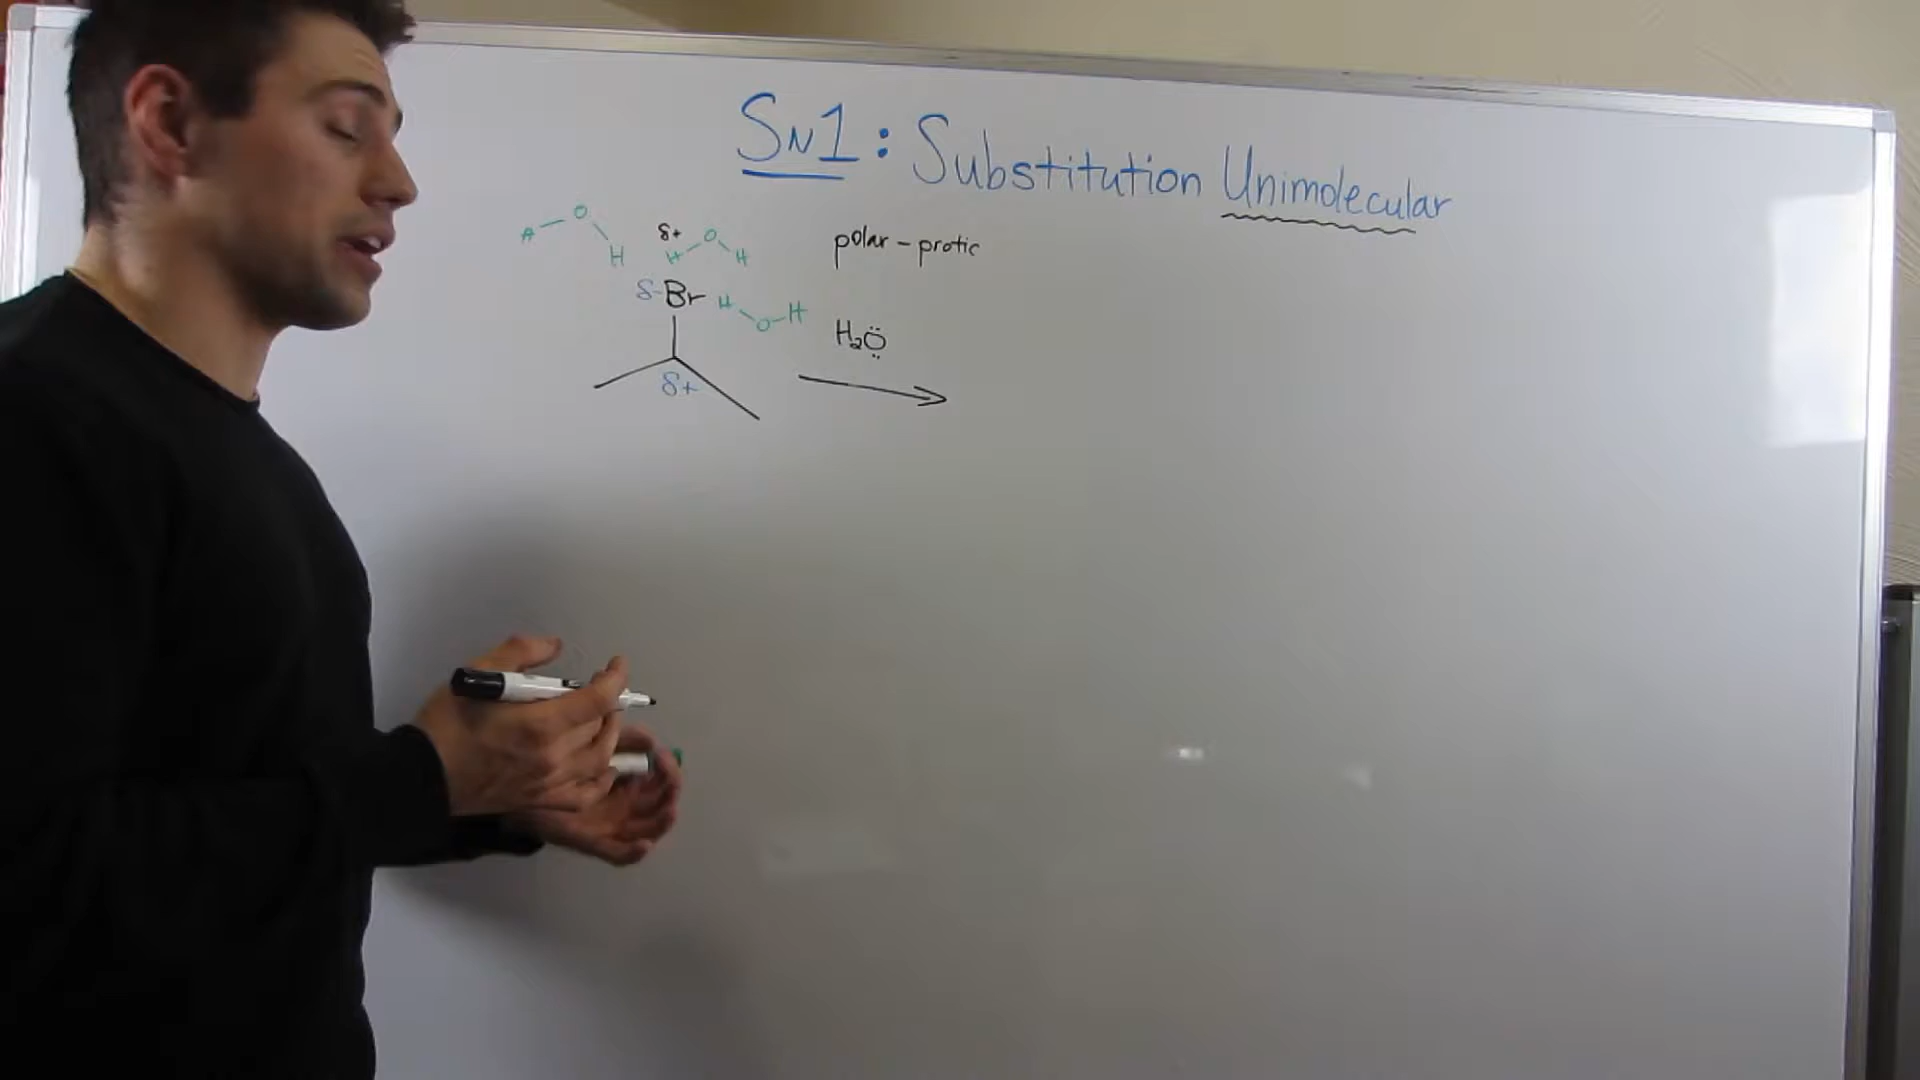 SN1: Substitution Unimolecular
H O H
δ+
H O H
polar - protic
δ- Br
H O H
H₂Ö
δ+